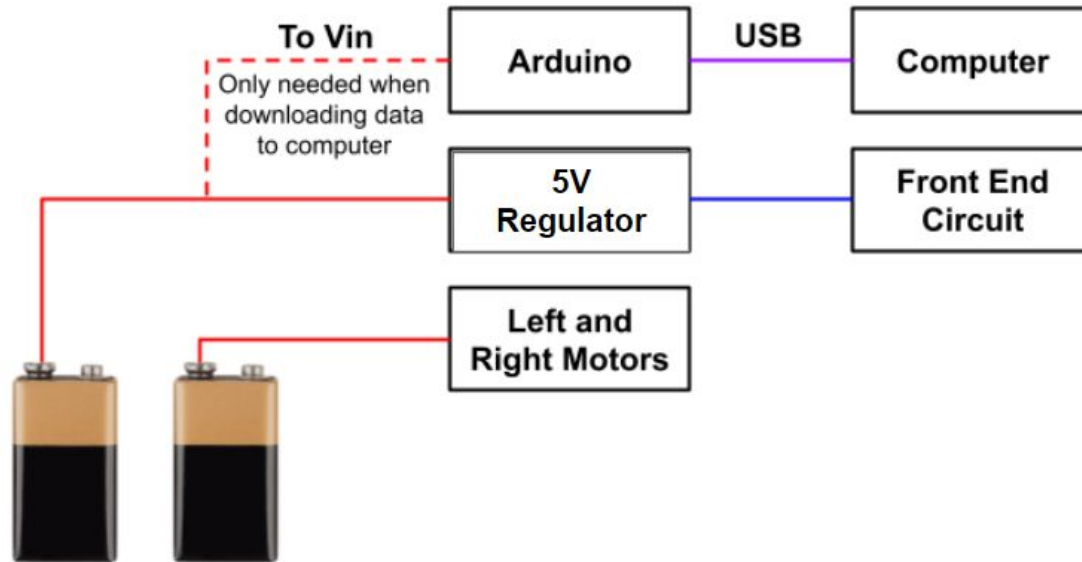 To Vin
Only needed when
downloading data
to computer
Arduino
USB
Computer
5V
Regulator
Front End
Circuit
Left and
Right Motors